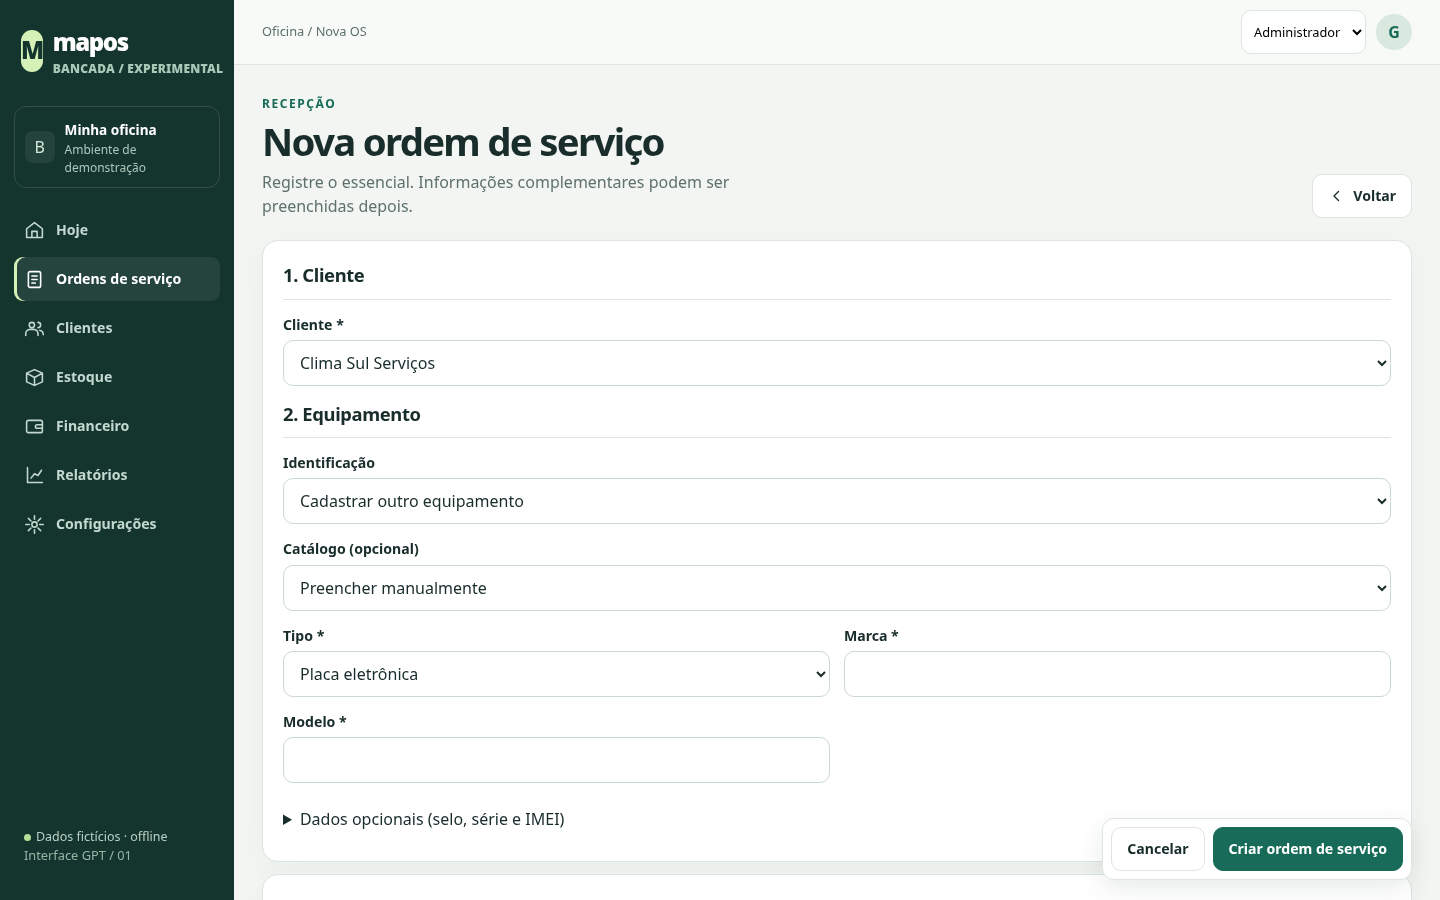 M
mapos
BANCADA / EXPERIMENTAL
B
Minha oficina
Ambiente de
demonstração
Hoje
Ordens de serviço
Clientes
Estoque
Financeiro
Relatórios
Configurações
Dados fictícios · offline
Interface GPT / 01
Oficina / Nova OS
Administrador
G
RECEPÇÃO
Nova ordem de serviço
Registre o essencial. Informações complementares podem ser
preenchidas depois.
Voltar
1. Cliente
Cliente *
Clima Sul Serviços
2. Equipamento
Identificação
Cadastrar outro equipamento
Catálogo (opcional)
Preencher manualmente
Tipo *
Marca *
Placa eletrônica
Modelo *
Dados opcionais (selo, série e IMEI)
Cancelar
Criar ordem de serviço